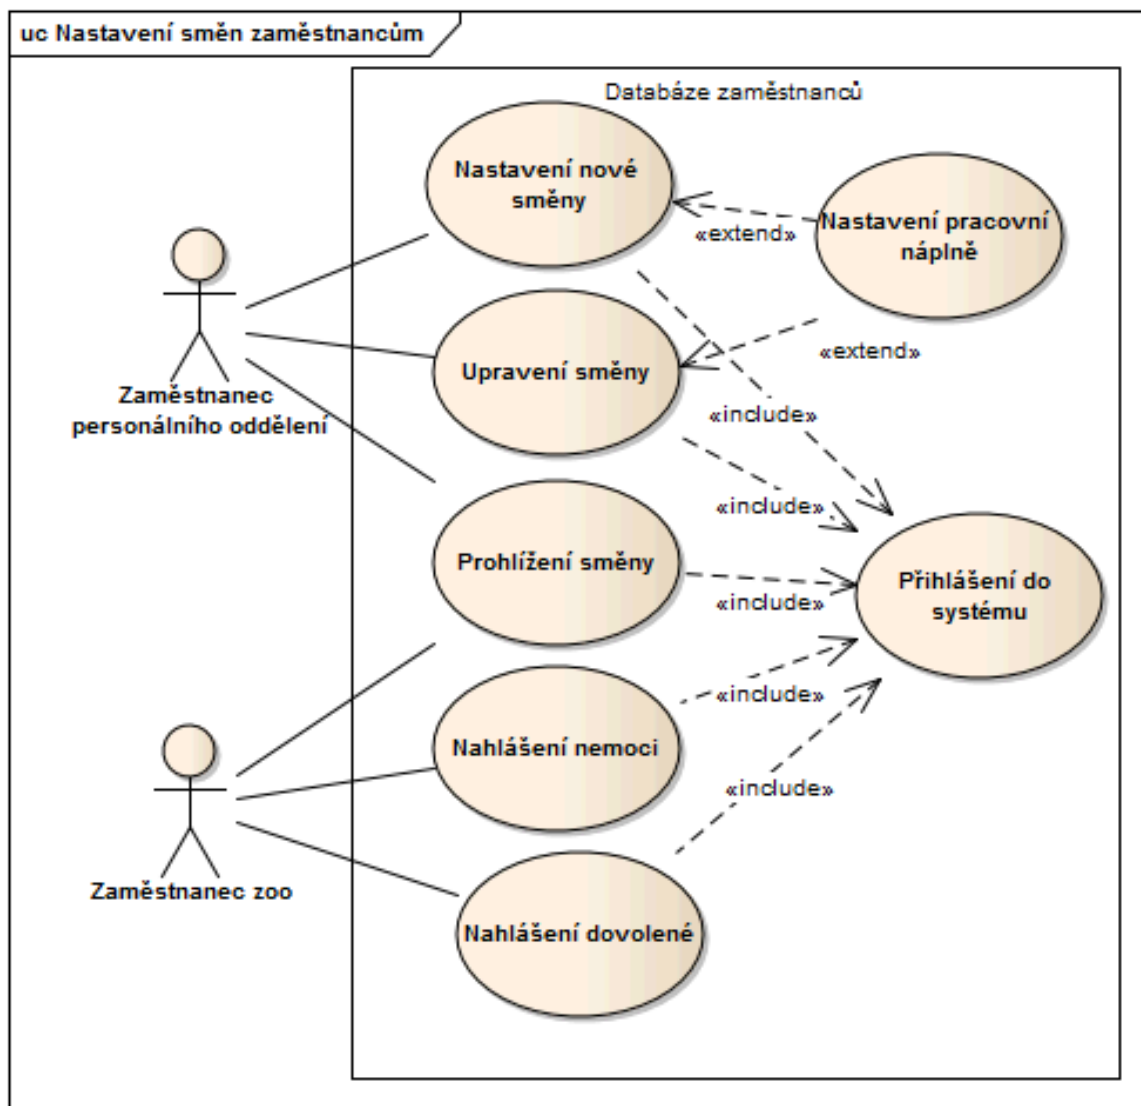 uc Nastavení směn zaměstnancům
Databáze zaměstnanců
Nastavení nové
směny
Nastavení pracovní
náplně
«extend»
Upravení směny
«extend»
Zaměstnanec
personálního oddělení
«include»
«include»
Prohlížení směny
Přihlášení do
systému
«include»
«include»
Nahlášení nemoci
«include»
Zaměstnanec zoo
Nahlášení dovolené